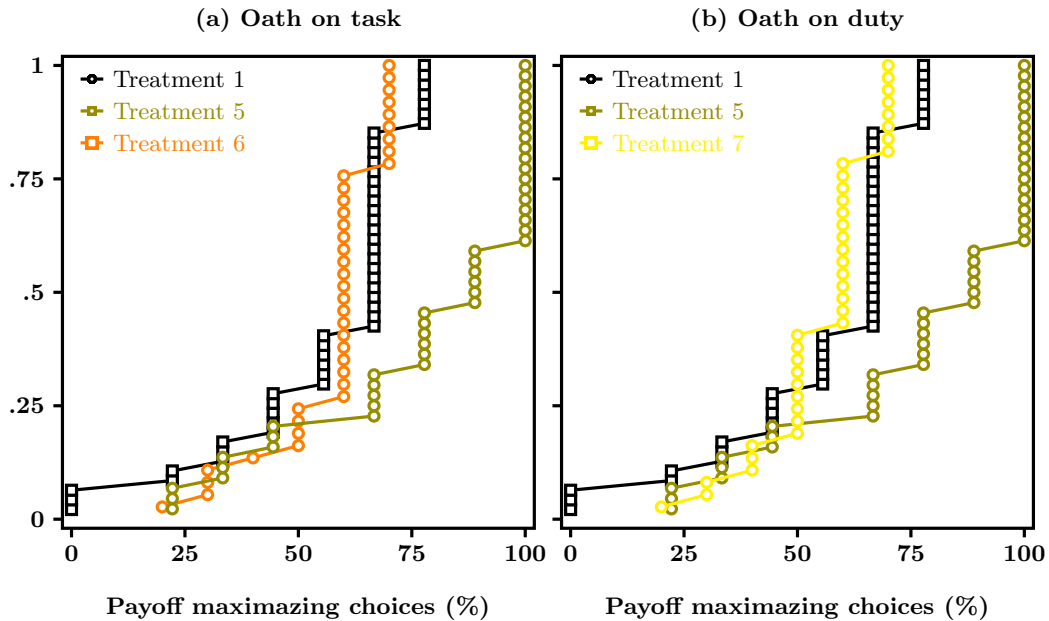 (a) Oath on task
(b) Oath on duty
1
.75
.5
.25
0
Treatment 1
Treatment 5
Treatment 6
Treatment 1
Treatment 5
Treatment 7
0 25 50 75 100
0 25 50 75 100
Payoff maximazing choices (%)
Payoff maximazing choices (%)